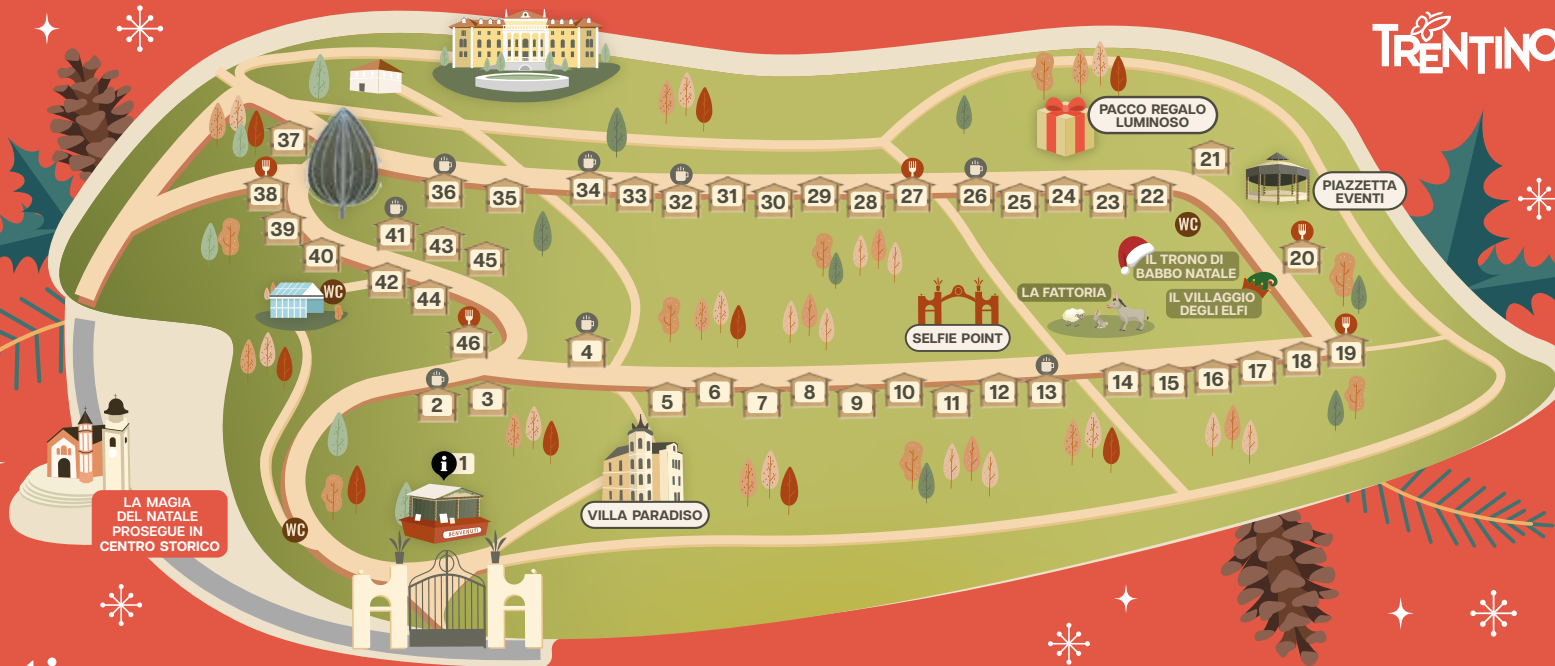 TRENTINO
PACCO REGALO
LUMINOSO
37
21
38
36
35
34
33
32
31
30
29
28
27
26
25
24
23
22
PIAZZETTA
EVENTI
39
41
43
40
45
WC
20
IL TRONO DI
BABBO NATALE
42
44
WC
LA FATTORIA
IL VILLAGGIO
DEGLI ELFI
46
4
SELFIE POINT
19
18
17
16
15
14
13
12
11
10
9
8
7
6
5
3
2
i 1
BENVENUTI
VILLA PARADISO
WC
LA MAGIA
DEL NATALE
PROSEGUE IN
CENTRO STORICO